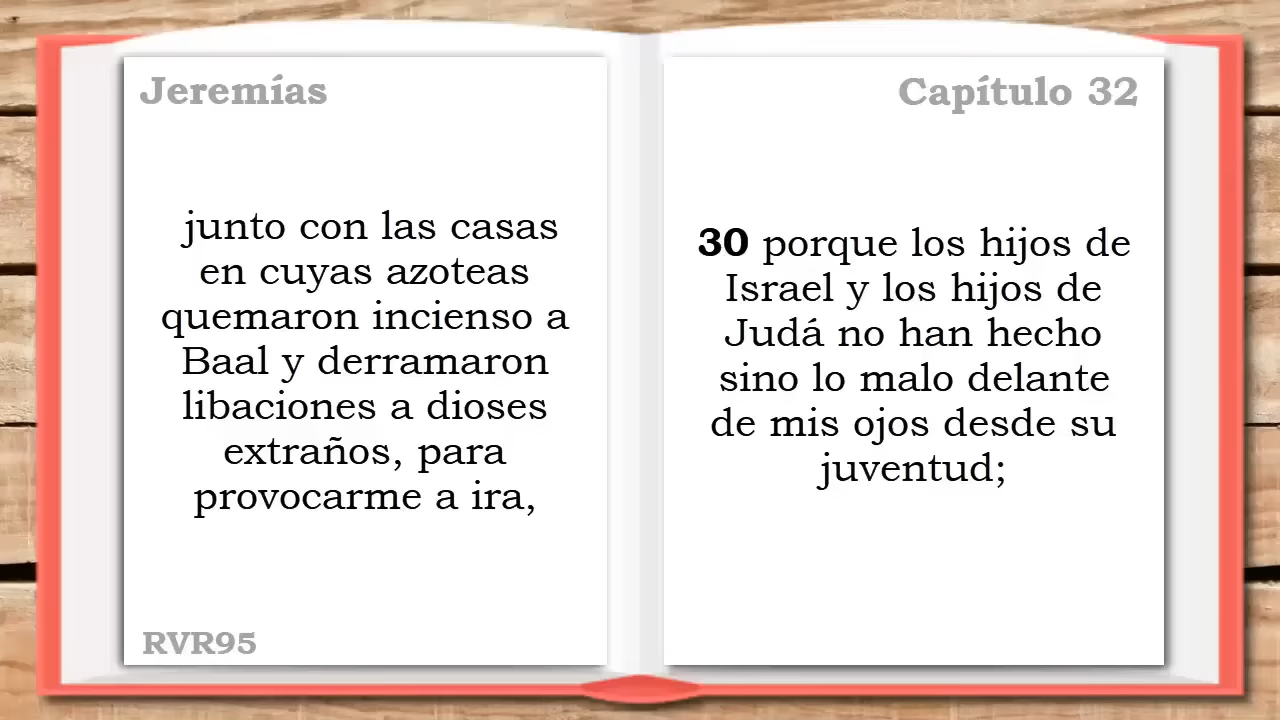 Jeremías
junto con las casas
en cuyas azoteas
quemaron incienso a
Baal y derramaron
libaciones a dioses
extraños, para
provocarme a ira,
RVR95
Capítulo 32
30 porque los hijos de
Israel y los hijos de
Judá no han hecho
sino lo malo delante
de mis ojos desde su
juventud;